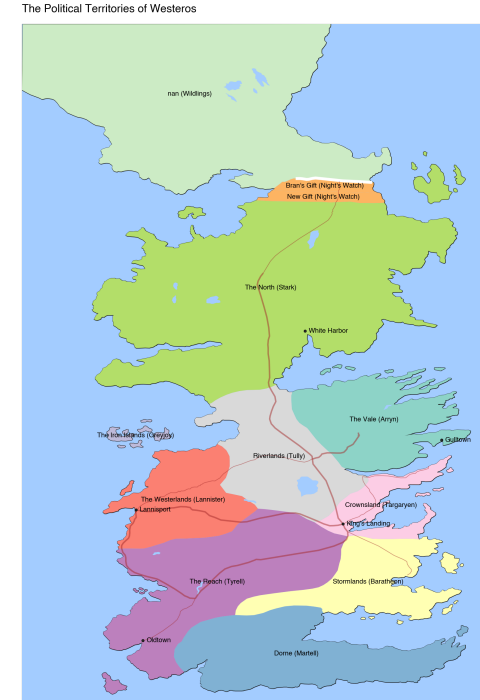 The Political Territories of Westeros
nan (Wildlings)
Bran's Gift (Night's Watch)
New Gift (Night's Watch)
The North (Stark)
White Harbor
The Vale (Arryn)
The Iron Islands (Greyjoy)
Gulltown
Riverlands (Tully)
The Westerlands (Lannister)
Crownsland (Targaryen)
Lannisport
King's Landing
The Reach (Tyrell)
Stormlands (Baratheon)
Oldtown
Dorne (Martell)